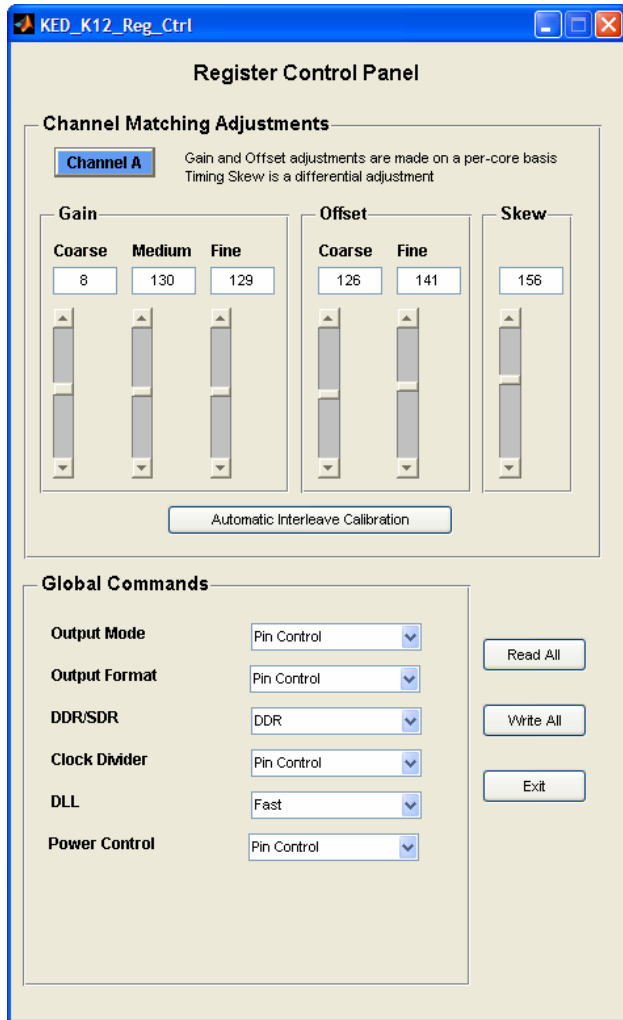 KED_K12_Reg_Ctrl
Register Control Panel
Channel Matching Adjustments
Channel A
Gain and Offset adjustments are made on a per-core basis
Timing Skew is a differential adjustment
Gain
Offset
Skew
Coarse Medium Fine
Coarse Fine
8 130 129
126 141
156
Automatic Interleave Calibration
Global Commands
Output Mode Pin Control
Output Format Pin Control
DDR/SDR DDR
Clock Divider Pin Control
DLL Fast
Power Control Pin Control
Read All
Write All
Exit